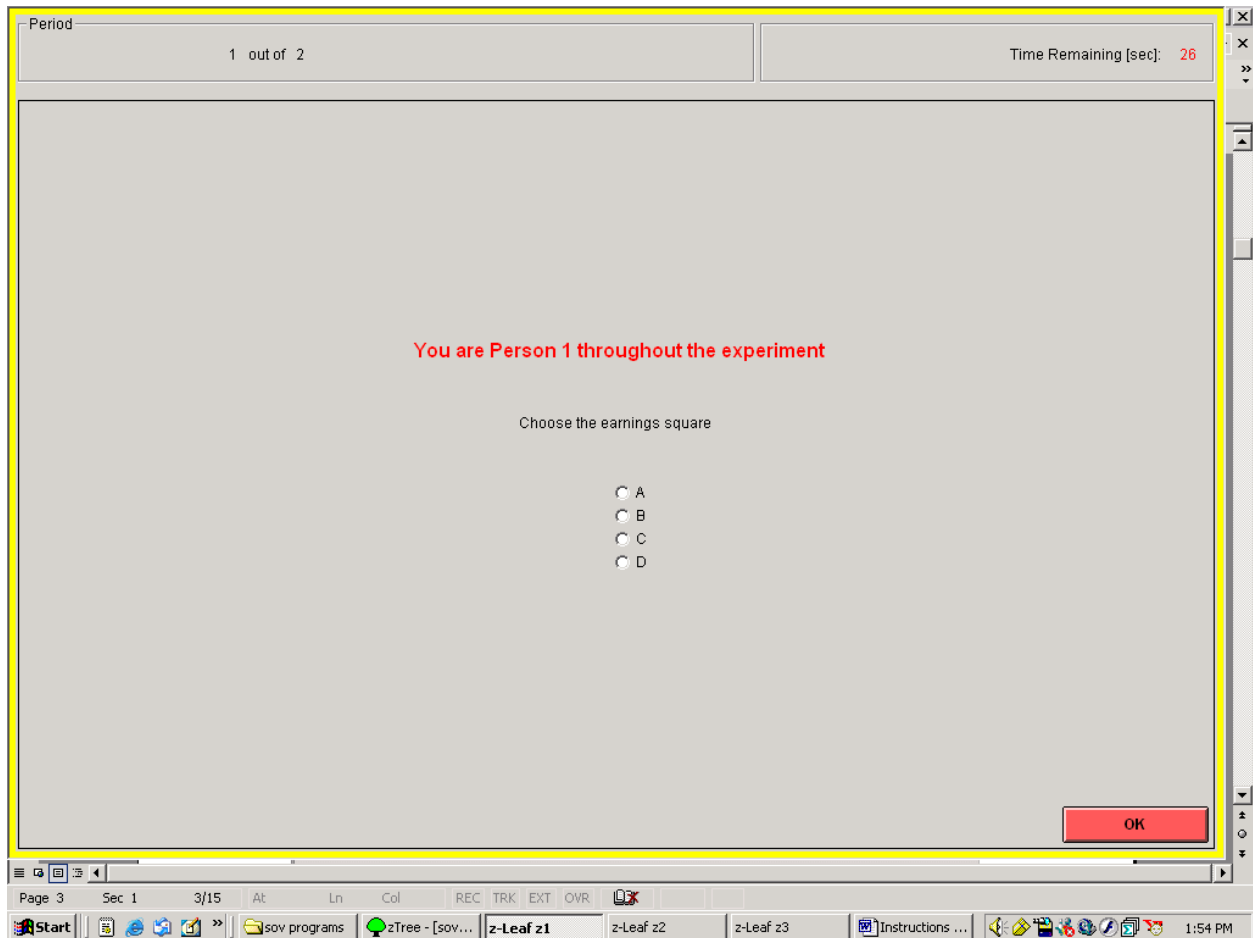 Period
1 out of 2
Time Remaining [sec]: 26
You are Person 1 throughout the experiment
Choose the earnings square
A
B
C
D
OK
Page 3 Sec 1 3/15 At Ln Col REC TRK EXT OVR
Start sov programs zTree - [sov... z-Leaf z1 z-Leaf z2 z-Leaf z3 Instructions ... 1:54 PM